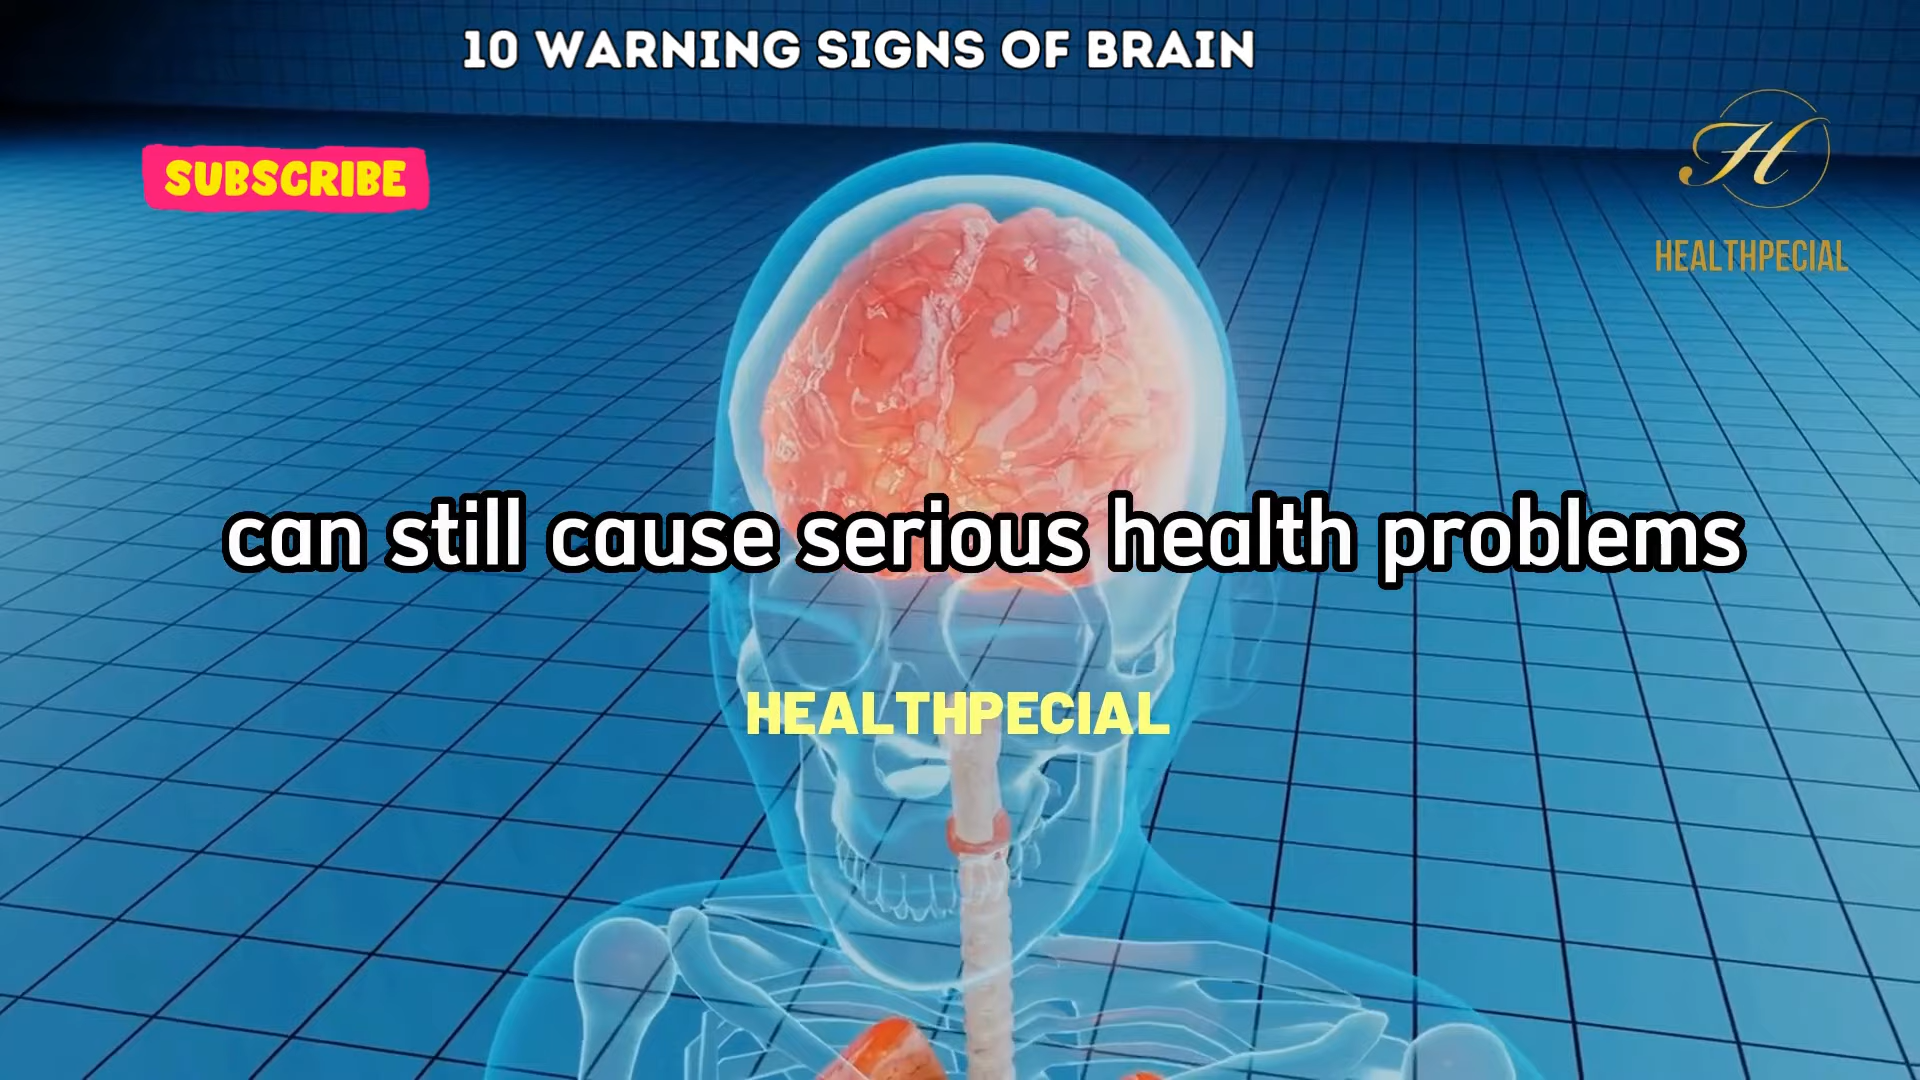 10 WARNING SIGNS OF BRAIN
SUBSCRIBE
H
HEALTHPECIAL
can still cause serious health problems
HEALTHPECIAL